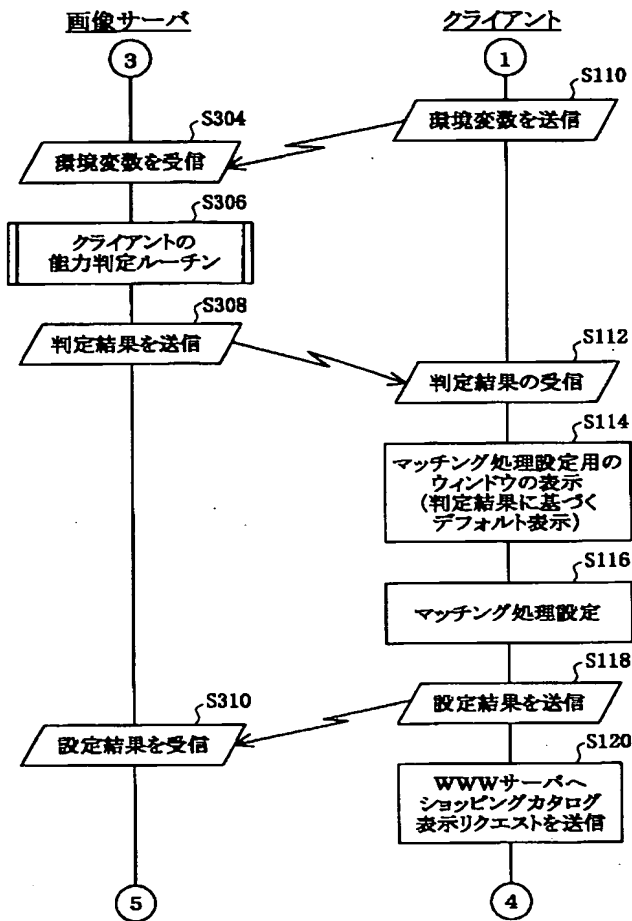 画像サーバ
クライアント
3
1
S110
環境変数を送信
S304
環境変数を受信
S306
クライアントの
能力判定ルーチン
S308
判定結果を送信
S112
判定結果の受信
S114
マッチング処理設定用の
ウィンドウの表示
(判定結果に基づく
デフォルト表示)
S116
マッチング処理設定
S118
設定結果を送信
S310
設定結果を受信
S120
WWWサーバへ
ショッピングカタログ
表示リクエストを送信
5
4